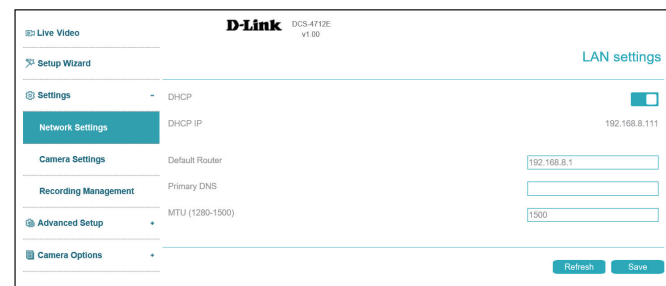 D-Link DCS-4712E
v1.00
Live Video
Setup Wizard
Settings -
Network Settings
Camera Settings
Recording Management
Advanced Setup +
Camera Options +
LAN settings
DHCP
DHCP IP 192.168.8.111
Default Router 192.168.8.1
Primary DNS
MTU (1280-1500) 1500
Refresh Save